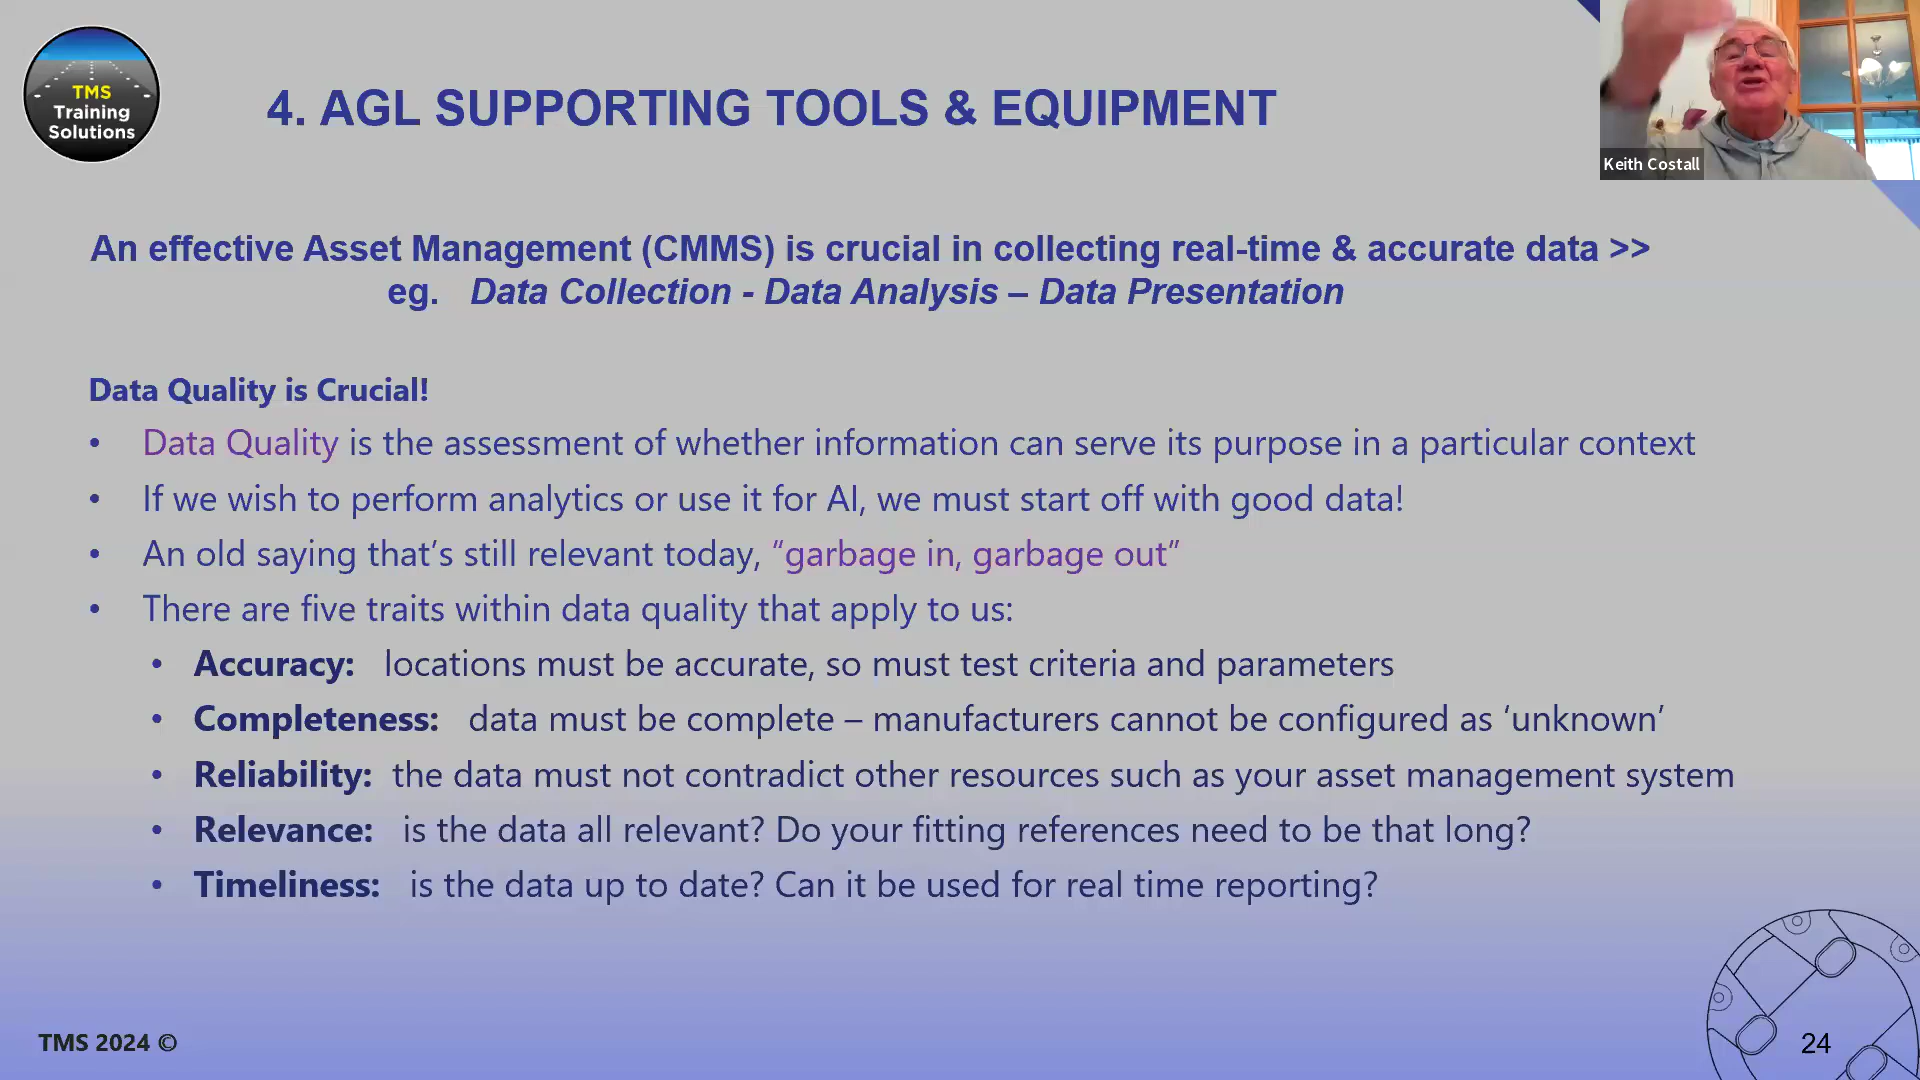 TMS
Training
Solutions
4. AGL SUPPORTING TOOLS & EQUIPMENT
Keith Costall
An effective Asset Management (CMMS) is crucial in collecting real-time & accurate data >>
eg. Data Collection - Data Analysis – Data Presentation
Data Quality is Crucial!
• Data Quality is the assessment of whether information can serve its purpose in a particular context
• If we wish to perform analytics or use it for AI, we must start off with good data!
• An old saying that’s still relevant today, “garbage in, garbage out”
• There are five traits within data quality that apply to us:
• Accuracy: locations must be accurate, so must test criteria and parameters
• Completeness: data must be complete – manufacturers cannot be configured as ‘unknown’
• Reliability: the data must not contradict other resources such as your asset management system
• Relevance: is the data all relevant? Do your fitting references need to be that long?
• Timeliness: is the data up to date? Can it be used for real time reporting?
TMS 2024 ©
24